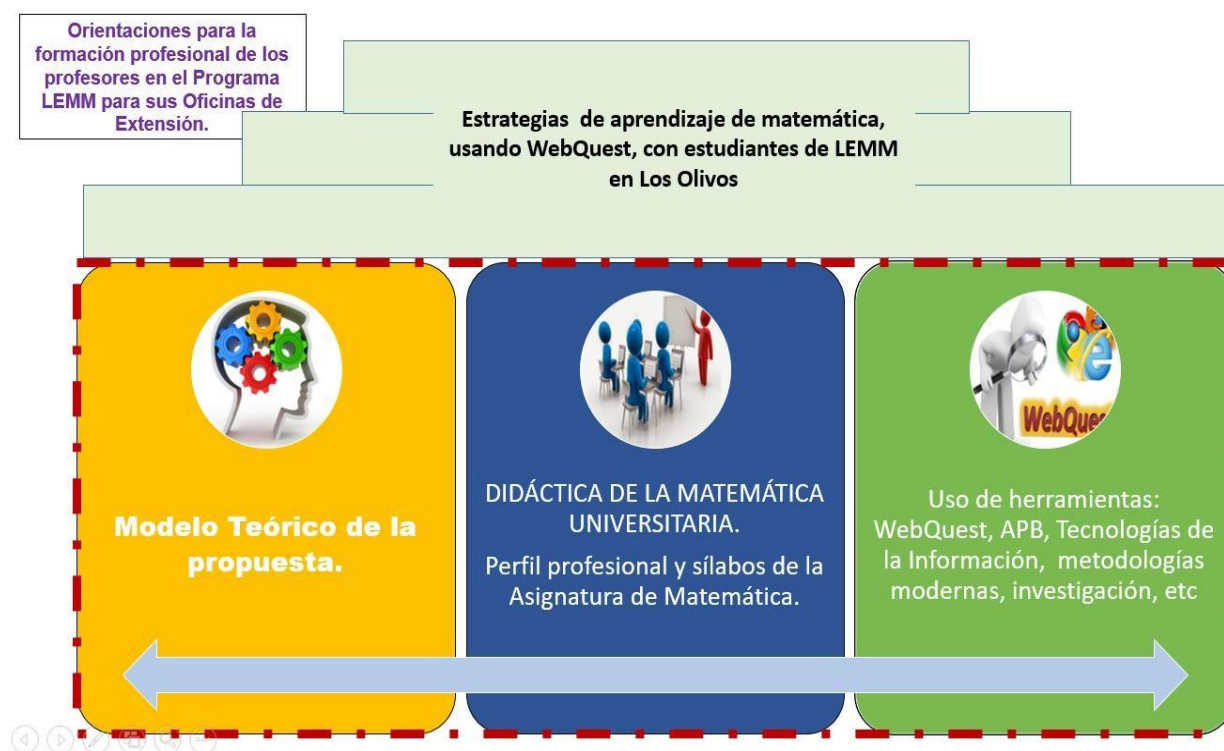 Orientaciones para la
formación profesional de los
profesores en el Programa
LEMM para sus Oficinas de
Extensión.
Estrategias de aprendizaje de matemática,
usando WebQuest, con estudiantes de LEMM
en Los Olivos
Modelo Teórico de la
propuesta.
DIDÁCTICA DE LA MATEMÁTICA
UNIVERSITARIA.
Perfil profesional y sílabos de la
Asignatura de Matemática.
WebQues
Uso de herramientas:
WebQuest, APB, Tecnologías de
la Información, metodologías
modernas, investigación, etc